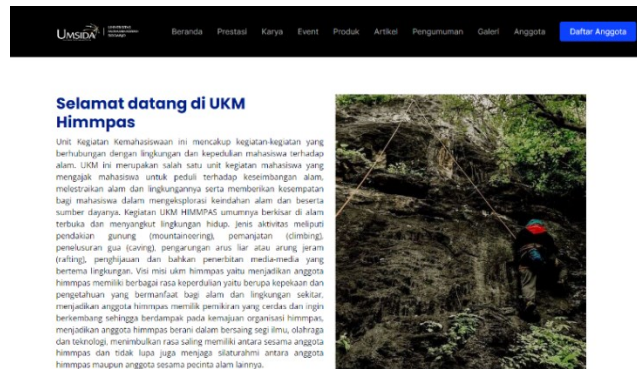 UMSIDA
Beranda Prestasi Karya Event Produk Artikel Pengumuman Galeri Anggota Daftar Anggota
Selamat datang di UKM
Himmpas
Unit Kegiatan Kemahasiswaan ini mencakup kegiatan-kegiatan yang
berhubungan dengan lingkungan dan kepedulian mahasiswa terhadap
alam. UKM ini merupakan salah satu unit kegiatan mahasiswa yang
mengajak mahasiswa untuk peduli terhadap keseimbangan alam,
melestraikan alam dan lingkungannya serta memberikan kesempatan
bagi mahasiswa dalam mengeksplorasi keindahan alam dan beserta
sumber dayanya. Kegiatan UKM HIMMPAS umumnya berkisar di alam
terbuka dan menyangkut lingkungan hidup. Jenis aktivitas meliputi
pendakian gunung (mountaineering), pemanjatan (climbing),
penelusuran gua (caving), pengarungan arus liar atau arung jeram
(rafting), penghijauan dan bahkan penerbitan media-media yang
bertema lingkungan. Visi misi ukm himmpas yaitu menjadikan anggota
himmpas memiliki berbagai rasa keperdulian yaitu berupa kepekaan dan
pengetahuan yang bermanfaat bagi alam dan lingkungan sekitar,
menjadikan anggota himmpas memilik pemikiran yang cerdas dan ingin
berkembang sehingga berdampak pada kemajuan organisasi himmpas,
menjadikan anggota himmpas berani dalam bersaing segi ilmu, olahraga
dan teknologi, menimbulkan rasa saling memiliki antara sesama anggota
himmpas dan tidak lupa juga menjaga silaturahmi antara anggota
himmpas maupun anggota sesama pecinta alam lainnya.